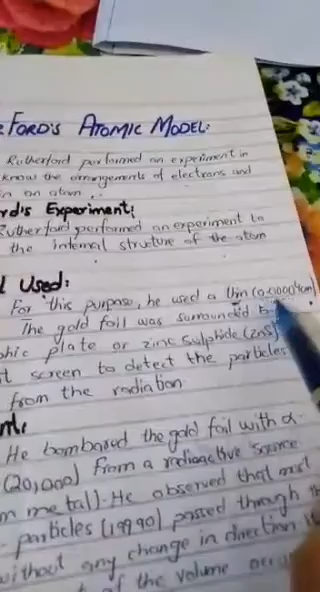 FORD'S ATOMIC MODEL:
Rutherford performed an experiment in
know the arrangements of electrons and
in an atom.
rd's Experiment:
Rutherford performed an experiment to
the internal structure of the atom
Used:
For this purpose, he used a thin (0.00004cm)
The gold foil was surrounded b
phic plate or zinc sulphide (ZnS)
screen to detect the particles
from the radiation
He bombared the gold foil with α-
(20,000) from a radioactive source
m metal). He observed that most
particles (19990) passed through th
without any change in direction
of the volume